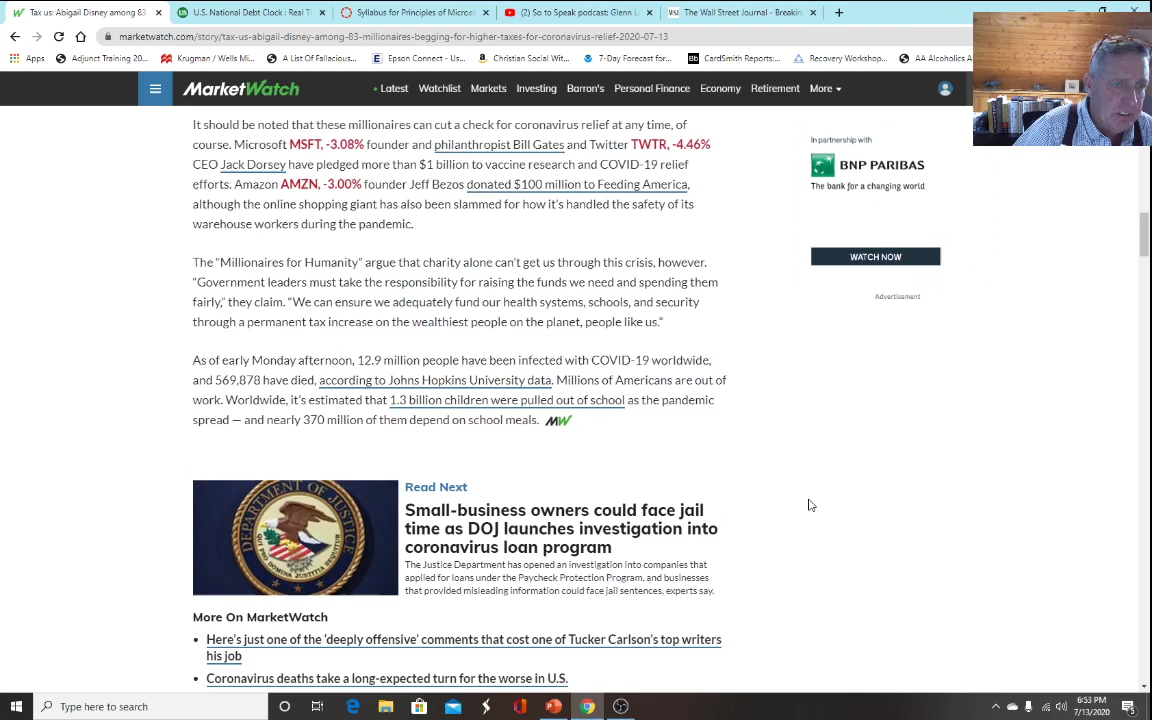 Tax us: Abigail Disney among 83
U.S. National Debt Clock : Real T
Syllabus for Principles of Microec
(2) So to Speak podcast: Glenn L
The Wall Street Journal - Breakin
marketwatch.com/story/tax-us-abigail-disney-among-83-millionaires-begging-for-higher-taxes-for-coronavirus-relief-2020-07-13
Apps
Adjunct Training 20...
Krugman / Wells Mi...
A List Of Fallacious...
Epson Connect - Us...
Christian Social Wit...
7-Day Forecast for...
CardSmith Reports:...
Recovery Workshop...
AA Alcoholics A
MarketWatch
Latest
Watchlist
Markets
Investing
Barron's
Personal Finance
Economy
Retirement
More
It should be noted that these millionaires can cut a check for coronavirus relief at any time, of
course. Microsoft MSFT, -3.08% founder and philanthropist Bill Gates and Twitter TWTR, -4.46%
CEO Jack Dorsey have pledged more than $1 billion to vaccine research and COVID-19 relief
efforts. Amazon AMZN, -3.00% founder Jeff Bezos donated $100 million to Feeding America,
although the online shopping giant has also been slammed for how it's handled the safety of its
warehouse workers during the pandemic.
The "Millionaires for Humanity" argue that charity alone can't get us through this crisis, however.
"Government leaders must take the responsibility for raising the funds we need and spending them
fairly," they claim. "We can ensure we adequately fund our health systems, schools, and security
through a permanent tax increase on the wealthiest people on the planet, people like us."
As of early Monday afternoon, 12.9 million people have been infected with COVID-19 worldwide,
and 569,878 have died, according to Johns Hopkins University data. Millions of Americans are out of
work. Worldwide, it's estimated that 1.3 billion children were pulled out of school as the pandemic
spread — and nearly 370 million of them depend on school meals. MW
In partnership with
BNP PARIBAS
The bank for a changing world
WATCH NOW
Advertisement
DEPARTMENT OF JUSTICE
QUI PRO DOMINA JUSTITIA SEQUITUR
Read Next
Small-business owners could face jail
time as DOJ launches investigation into
coronavirus loan program
The Justice Department has opened an investigation into companies that
applied for loans under the Paycheck Protection Program, and businesses
that provided misleading information could face jail sentences, experts say.
More On MarketWatch
• Here's just one of the 'deeply offensive' comments that cost one of Tucker Carlson's top writers
his job
• Coronavirus deaths take a long-expected turn for the worse in U.S.
Type here to search
6:53 PM
7/13/2020